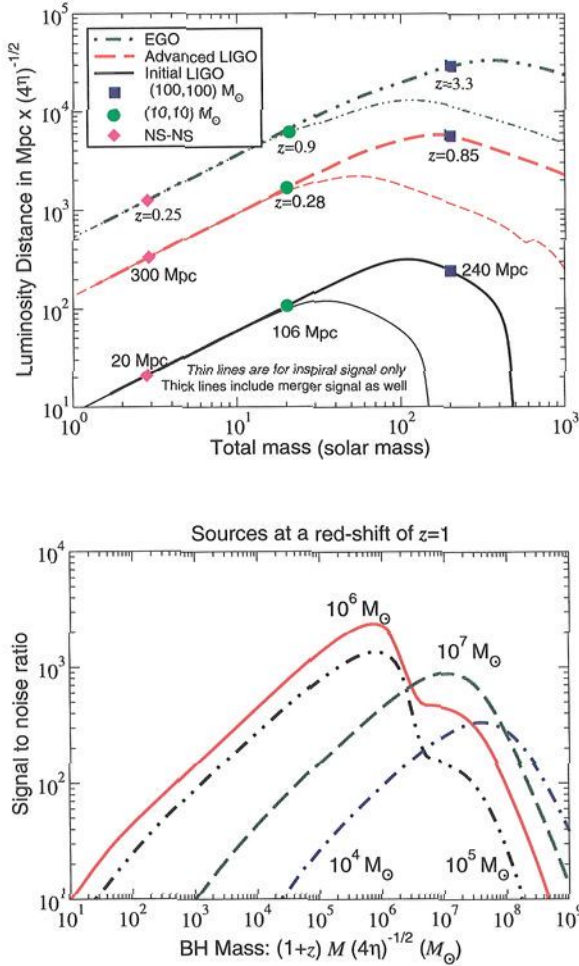 Luminosity Distance in Mpc x (4η)^-1/2
10^5
10^4
10^3
10^2
10^1
EGO
Advanced LIGO
Initial LIGO
(100,100) M⊙
(10,10) M⊙
NS-NS
z≈3.3
z=0.9
z=0.85
z=0.25
z=0.28
300 Mpc
240 Mpc
106 Mpc
20 Mpc
Thin lines are for inspiral signal only
Thick lines include merger signal as well
10^0 10^1 10^2 10^3
Total mass (solar mass)
Sources at a red-shift of z=1
Signal to noise ratio
10^4
10^3
10^2
10^1
10^6 M⊙
10^7 M⊙
10^4 M⊙
10^5 M⊙
10^1 10^2 10^3 10^4 10^5 10^6 10^7 10^8 10^9
BH Mass: (1+z) M (4η)^-1/2 (M⊙)